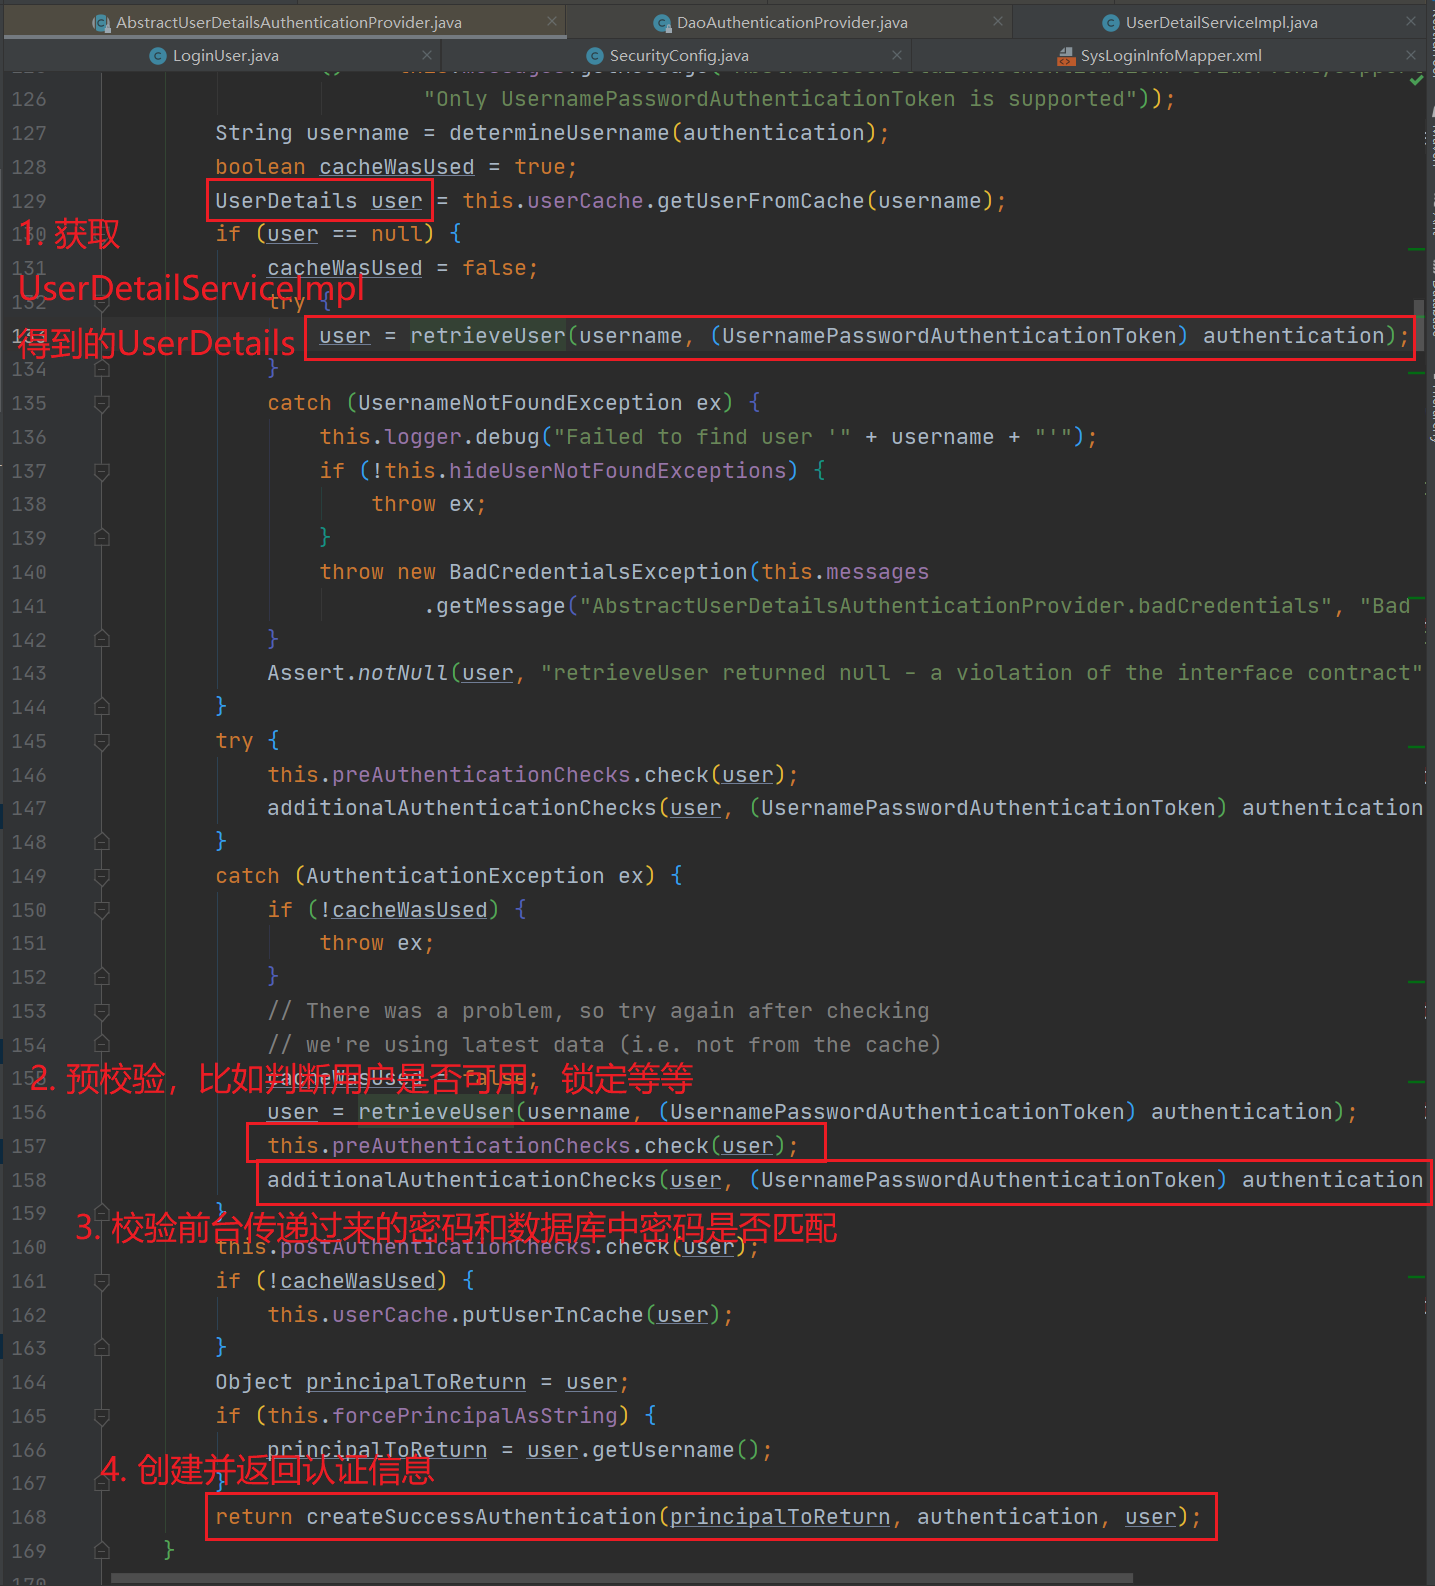 AbstractUserDetailsAuthenticationProvider.java DaoAuthenticationProvider.java UserDetailServiceImpl.java
LoginUser.java SecurityConfig.java SysLoginInfoMapper.xml
126 "Only UsernamePasswordAuthenticationToken is supported"));
127 String username = determineUsername(authentication);
128 boolean cacheWasUsed = true;
129 UserDetails user = this.userCache.getUserFromCache(username);
1. 获取
130 if (user == null) {
131 cacheWasUsed = false;
UserDetailServiceImpl
132 try {
得到的UserDetails
133 user = retrieveUser(username, (UsernamePasswordAuthenticationToken) authentication);
134 }
135 catch (UsernameNotFoundException ex) {
136 this.logger.debug("Failed to find user '" + username + "'");
137 if (!this.hideUserNotFoundExceptions) {
138 throw ex;
139 }
140 throw new BadCredentialsException(this.messages
141 .getMessage("AbstractUserDetailsAuthenticationProvider.badCredentials", "Bad
142 }
143 Assert.notNull(user, "retrieveUser returned null - a violation of the interface contract"
144 }
145 try {
146 this.preAuthenticationChecks.check(user);
147 additionalAuthenticationChecks(user, (UsernamePasswordAuthenticationToken) authentication
148 }
149 catch (AuthenticationException ex) {
150 if (!cacheWasUsed) {
151 throw ex;
152 }
153 // There was a problem, so try again after checking
154 // we're using latest data (i.e. not from the cache)
2. 预校验，比如判断用户是否可用，锁定等等
155 cacheWasUsed = false;
156 user = retrieveUser(username, (UsernamePasswordAuthenticationToken) authentication);
157 this.preAuthenticationChecks.check(user);
158 additionalAuthenticationChecks(user, (UsernamePasswordAuthenticationToken) authentication
159 }
3. 校验前台传递过来的密码和数据库中密码是否匹配
160 this.postAuthenticationChecks.check(user);
161 if (!cacheWasUsed) {
162 this.userCache.putUserInCache(user);
163 }
164 Object principalToReturn = user;
165 if (this.forcePrincipalAsString) {
166 principalToReturn = user.getUsername();
4. 创建并返回认证信息
167 }
168 return createSuccessAuthentication(principalToReturn, authentication, user);
169 }
170